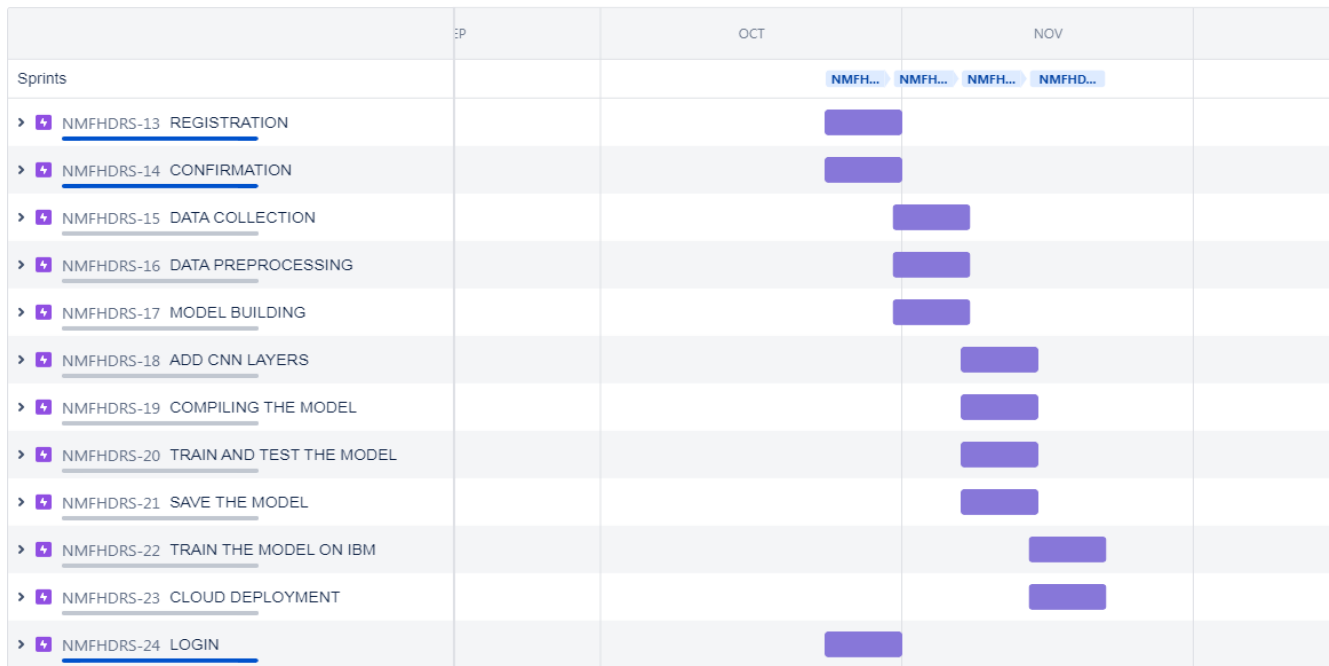 EP OCT NOV
Sprints NMFH... NMFH... NMFH... NMFHD...
NMFHDRS-13 REGISTRATION
NMFHDRS-14 CONFIRMATION
NMFHDRS-15 DATA COLLECTION
NMFHDRS-16 DATA PREPROCESSING
NMFHDRS-17 MODEL BUILDING
NMFHDRS-18 ADD CNN LAYERS
NMFHDRS-19 COMPILING THE MODEL
NMFHDRS-20 TRAIN AND TEST THE MODEL
NMFHDRS-21 SAVE THE MODEL
NMFHDRS-22 TRAIN THE MODEL ON IBM
NMFHDRS-23 CLOUD DEPLOYMENT
NMFHDRS-24 LOGIN